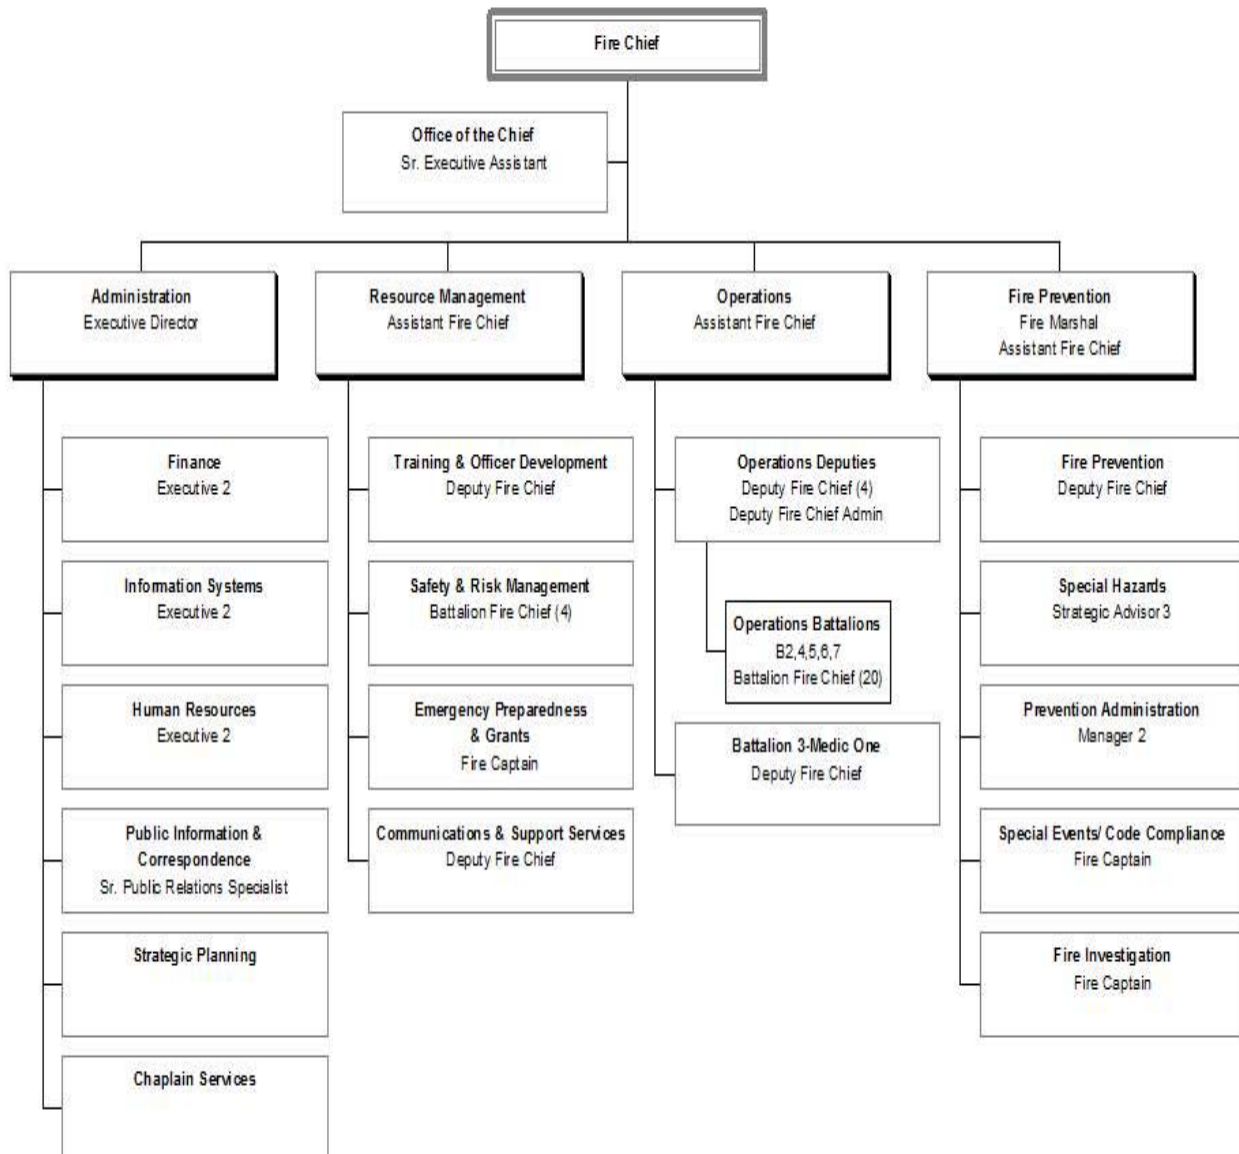 Fire Chief
Office of the Chief
Sr. Executive Assistant
Administration
Executive Director
Resource Management
Assistant Fire Chief
Operations
Assistant Fire Chief
Fire Prevention
Fire Marshal
Assistant Fire Chief
Finance
Executive 2
Information Systems
Executive 2
Human Resources
Executive 2
Public Information &
Correspondence
Sr. Public Relations Specialist
Strategic Planning
Chaplain Services
Training & Officer Development
Deputy Fire Chief
Safety & Risk Management
Battalion Fire Chief (4)
Emergency Preparedness
& Grants
Fire Captain
Communications & Support Services
Deputy Fire Chief
Operations Deputies
Deputy Fire Chief (4)
Deputy Fire Chief Admin
Operations Battalions
B2,4,5,6,7
Battalion Fire Chief (20)
Battalion 3-Medic One
Deputy Fire Chief
Fire Prevention
Deputy Fire Chief
Special Hazards
Strategic Advisor 3
Prevention Administration
Manager 2
Special Events/ Code Compliance
Fire Captain
Fire Investigation
Fire Captain